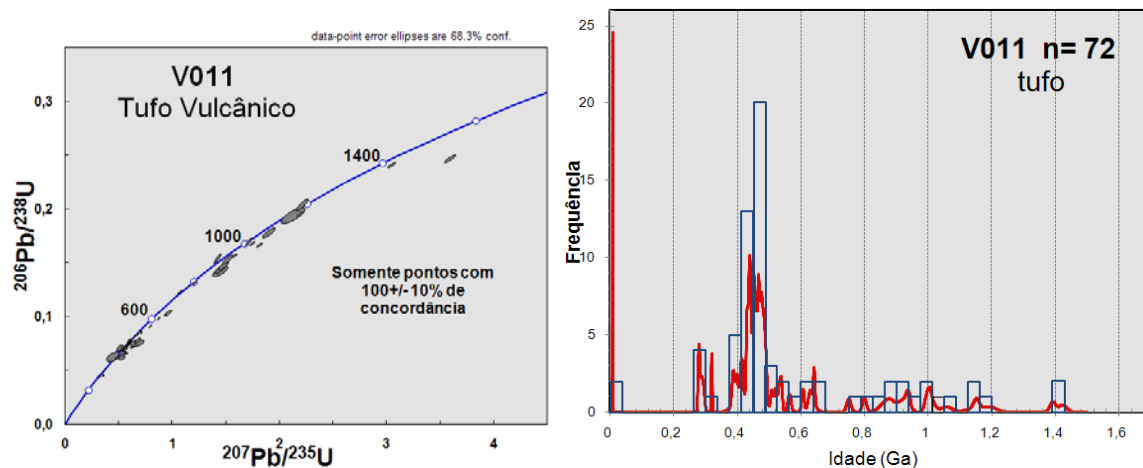 data-point error ellipses are 68.3% conf.
V011
Tufo Vulcânico
0,3
1400
0,2
1000
600
0,1
Somente pontos com
100+/-10% de
concordância
0,0
0
1
2
3
4
206Pb/238U
207Pb/235U
25
20
15
10
5
0
V011 n= 72
tufo
Frequência
0
0,2
0,4
0,6
0,8
1
1,2
1,4
1,6
Idade (Ga)